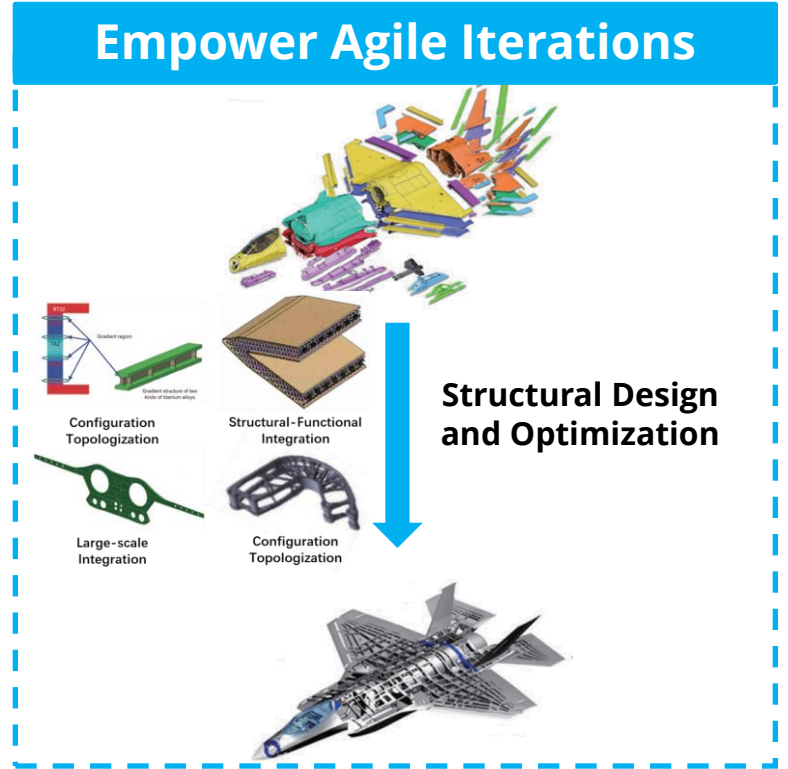 Empower Agile Iterations
Gradient region
Gradient structure of two
kinds of titanium alloys
Configuration
Topologization
Structural-Functional
Integration
Structural Design
and Optimization
Large-scale
Integration
Configuration
Topologization